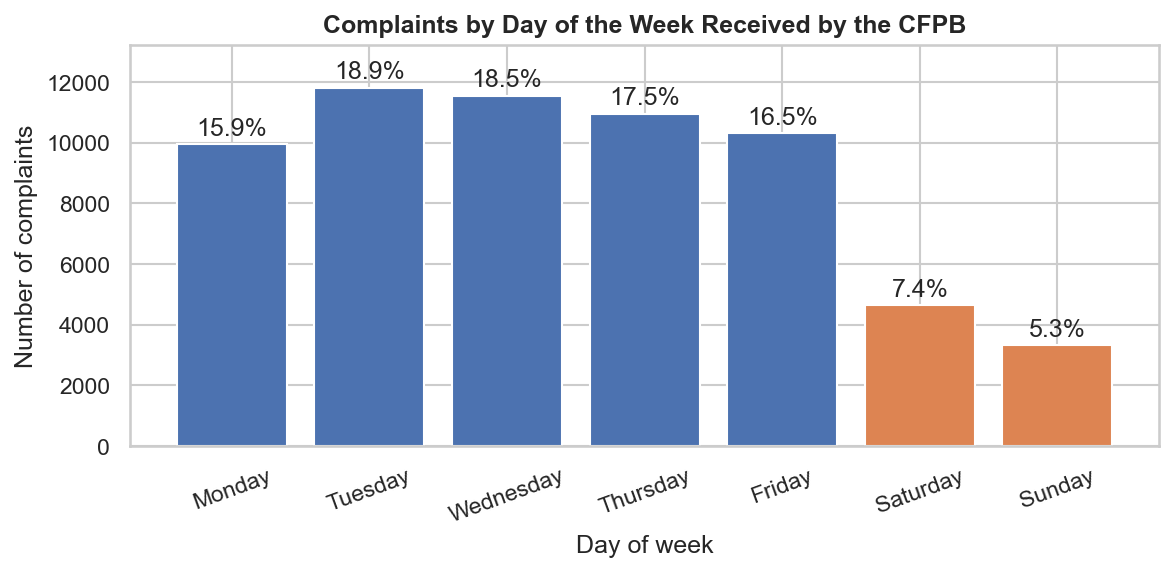 Complaints by Day of the Week Received by the CFPB
Number of complaints
12000
10000
8000
6000
4000
2000
0
15.9%
18.9%
18.5%
17.5%
16.5%
7.4%
5.3%
Monday
Tuesday
Wednesday
Thursday
Friday
Saturday
Sunday
Day of week